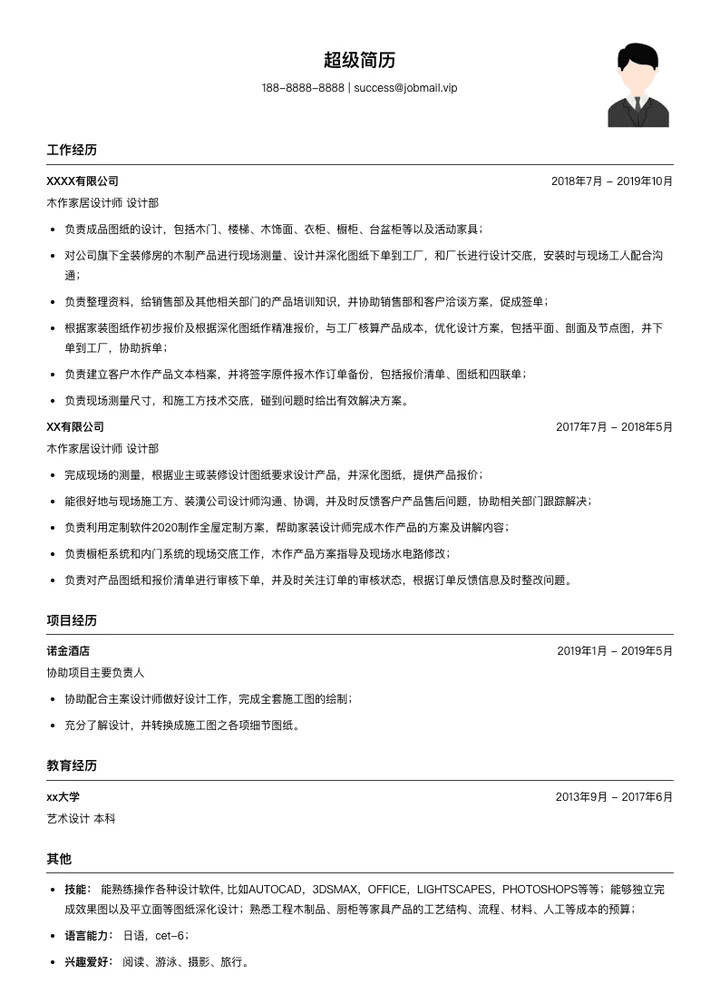 超级简历
188-8888-8888 | success@jobmail.vip
工作经历
XXXX有限公司 2018年7月 – 2019年10月
木作家居设计师 设计部
• 负责成品图纸的设计，包括木门、楼梯、木饰面、衣柜、橱柜、台盆柜等以及活动家具；
• 对公司旗下全装修房的木制产品进行现场测量、设计并深化图纸下单到工厂，和厂长进行设计交底，安装时与现场工人配合沟
通；
• 负责整理资料，给销售部及其他相关部门的产品培训知识，并协助销售部和客户洽谈方案，促成签单；
• 根据家装图纸作初步报价及根据深化图纸作精准报价，与工厂核算产品成本，优化设计方案，包括平面、剖面及节点图，并下
单到工厂，协助拆单；
• 负责建立客户木作产品文本档案，并将签字原件报木作订单备份，包括报价清单、图纸和四联单；
• 负责现场测量尺寸，和施工方技术交底，碰到问题时给出有效解决方案。
XX有限公司 2017年7月 – 2018年5月
木作家居设计师 设计部
• 完成现场的测量，根据业主或装修设计图纸要求设计产品，并深化图纸，提供产品报价；
• 能很好地与现场施工方、装潢公司设计师沟通、协调，并及时反馈客户产品售后问题，协助相关部门跟踪解决；
• 负责利用定制软件2020制作全屋定制方案，帮助家装设计师完成木作产品的方案及讲解内容；
• 负责橱柜系统和内门系统的现场交底工作，木作产品方案指导及现场水电路修改；
• 负责对产品图纸和报价清单进行审核下单，并及时关注订单的审核状态，根据订单反馈信息及时整改问题。
项目经历
诺金酒店 2019年1月 – 2019年5月
协助项目主要负责人
• 协助配合主案设计师做好设计工作，完成全套施工图的绘制；
• 充分了解设计，并转换成施工图之各项细节图纸。
教育经历
xx大学 2013年9月 – 2017年6月
艺术设计 本科
其他
• 技能： 能熟练操作各种设计软件, 比如AUTOCAD，3DSMAX，OFFICE，LIGHTSCAPES，PHOTOSHOPS等等；能够独立完
成效果图以及平立面等图纸深化设计；熟悉工程木制品、厨柜等家具产品的工艺结构、流程、材料、人工等成本的预算；
• 语言能力： 日语，cet-6；
• 兴趣爱好： 阅读、游泳、摄影、旅行。